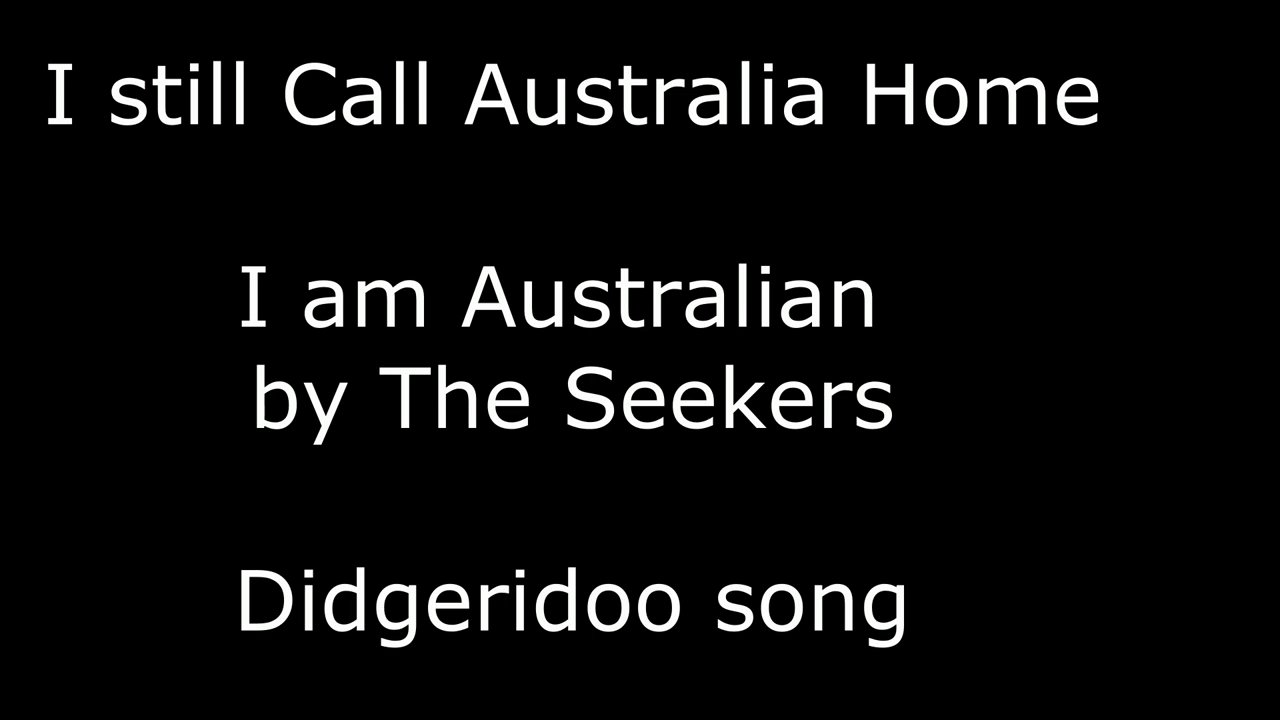 I still Call Australia Home
I am Australian
by The Seekers
Didgeridoo song